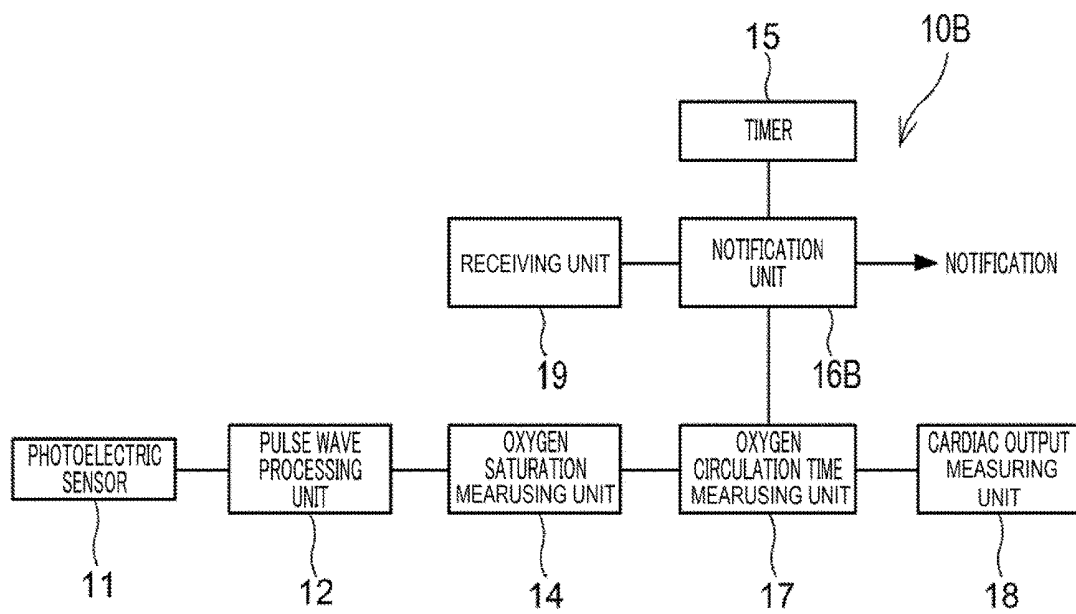 15
10B
TIMER
RECEIVING UNIT
NOTIFICATION
UNIT
NOTIFICATION
19
16B
PHOTOELECTRIC
SENSOR
PULSE WAVE
PROCESSING
UNIT
OXYGEN
SATURATION
MEARUSING UNIT
OXYGEN
CIRCULATION TIME
MEARUSING UNIT
CARDIAC OUTPUT
MEASURING
UNIT
11
12
14
17
18